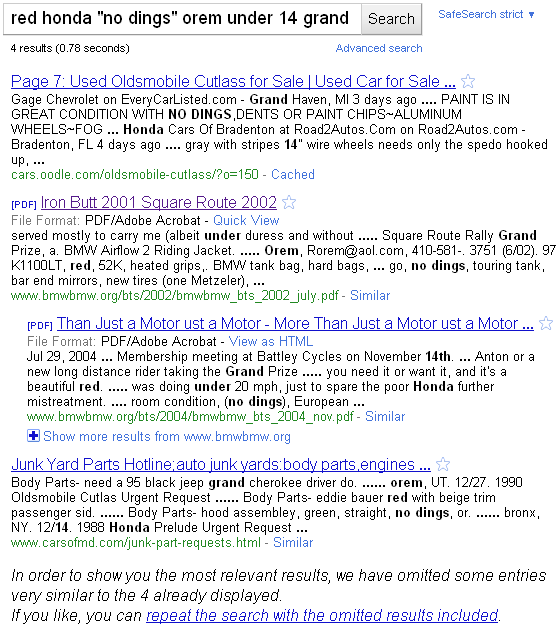 red honda "no dings" orem under 14 grand Search SafeSearch strict ▼
4 results (0.78 seconds) Advanced search
Page 7: Used Oldsmobile Cutlass for Sale | Used Car for Sale ...
Gage Chevrolet on EveryCarListed.com - Grand Haven, MI 3 days ago .... PAINT IS IN
GREAT CONDITION WITH NO DINGS,DENTS OR PAINT CHIPS~ALUMINUM
WHEELS~FOG ... Honda Cars Of Bradenton at Road2Autos.Com on Road2Autos.com -
Bradenton, FL 4 days ago .... gray with stripes 14" wire wheels needs only the spedo hooked
up, ...
cars.oodle.com/oldsmobile-cutlass/?o=150 - Cached
[PDF] Iron Butt 2001 Square Route 2002
File Format: PDF/Adobe Acrobat - Quick View
served mostly to carry me (albeit under duress and without ..... Square Route Rally Grand
Prize, a. BMW Airflow 2 Riding Jacket. ..... Orem, Rorem@aol.com, 410-581-. 3751 (6/02). 97
K1100LT, red, 52K, heated grips,. BMW tank bag, hard bags, ... go, no dings, touring tank,
bar end mirrors, new tires (one Metzeler), ...
www.bmwbmw.org/bts/2002/bmwbmw_bts_2002_july.pdf - Similar
[PDF] Than Just a Motor ust a Motor - More Than Just a Motor ust a Motor ...
File Format: PDF/Adobe Acrobat - View as HTML
Jul 29, 2004 ... Membership meeting at Battley Cycles on November 14th. ... Anton or a
new long distance rider taking the Grand Prize ..... you need it or want it, and it's a
beautiful red. ..... was doing under 20 mph, just to spare the poor Honda further
mistreatment. .... room condition, (no dings), European ...
www.bmwbmw.org/bts/2004/bmwbmw_bts_2004_nov.pdf - Similar
Show more results from www.bmwbmw.org
Junk Yard Parts Hotline;auto junk yards:body parts,engines ...
Body Parts- need a 95 black jeep grand cherokee driver do. ...... orem, UT. 12/27. 1990
Oldsmobile Cutlas Urgent Request ...... Body Parts- eddie bauer red with beige trim
passenger sid. ...... Body Parts- hood assembly, green, straight, no dings, or. ...... bronx,
NY. 12/14. 1988 Honda Prelude Urgent Request ...
www.carsofmd.com/junk-part-requests.html - Similar
In order to show you the most relevant results, we have omitted some entries
very similar to the 4 already displayed.
If you like, you can repeat the search with the omitted results included.